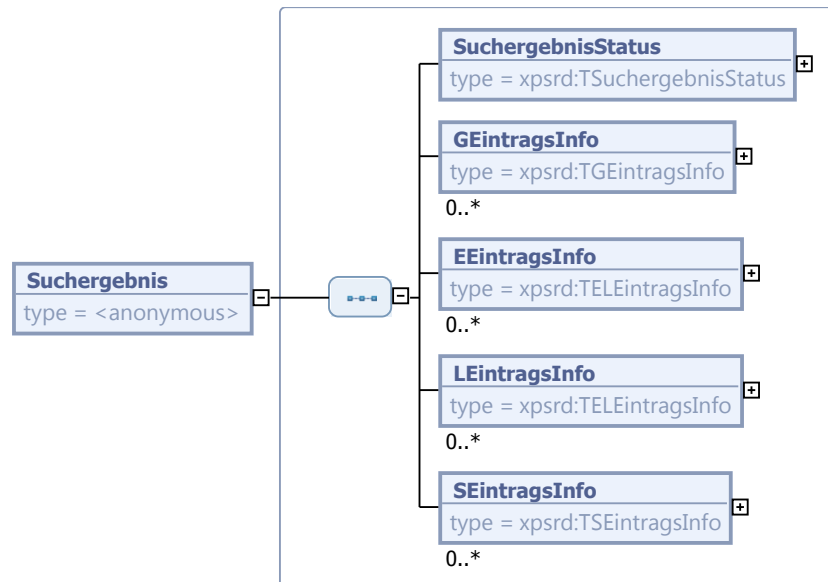 SuchergebnisStatus
type = xpsrd:TSuchergebnisStatus
GEintragsInfo
type = xpsrd:TGEintragsInfo
0..*
EEintragsInfo
type = xpsrd:TELEintragsInfo
0..*
Suchergebnis
type = <anonymous>
LEintragsInfo
type = xpsrd:TELEintragsInfo
0..*
SEintragsInfo
type = xpsrd:TSEintragsInfo
0..*